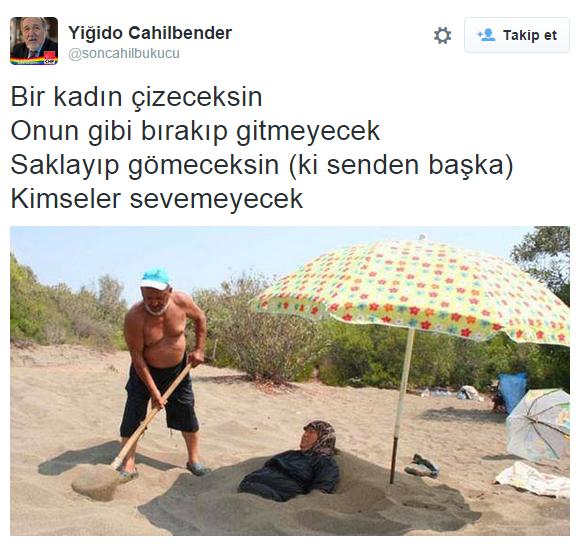 Yiğido Cahilbender
@soncahilbukucu
Takip et
Bir kadın çizeceksin
Onun gibi bırakıp gitmeyecek
Saklayıp gömeceksin (ki senden başka)
Kimseler sevemeyecek
CHP